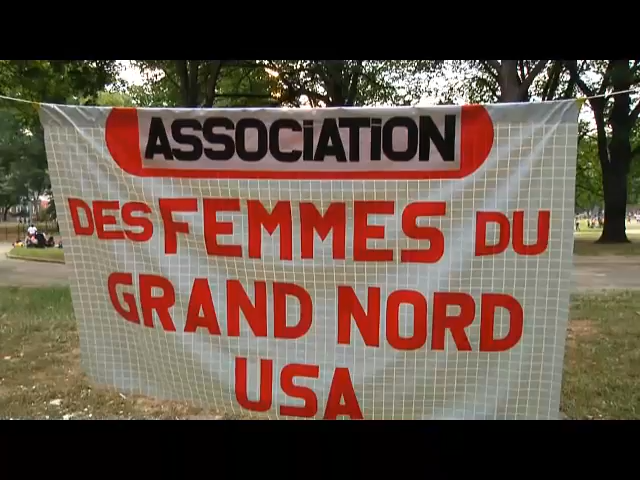 ASSOCiATiON
DES FEMMES DU
GRAND NORD
USA